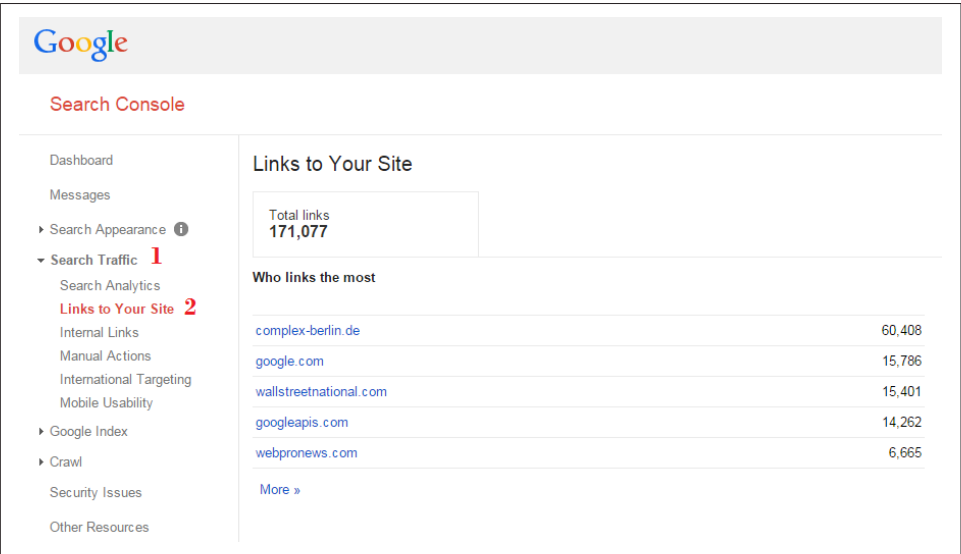 Google
Search Console
Dashboard
Messages
Search Appearance i
Search Traffic 1
Search Analytics
Links to Your Site 2
Internal Links
Manual Actions
International Targeting
Mobile Usability
Google Index
Crawl
Security Issues
Other Resources
Links to Your Site
Total links
171,077
Who links the most
complex-berlin.de 60,408
google.com 15,786
wallstreetnational.com 15,401
googleapis.com 14,262
webpronews.com 6,665
More »